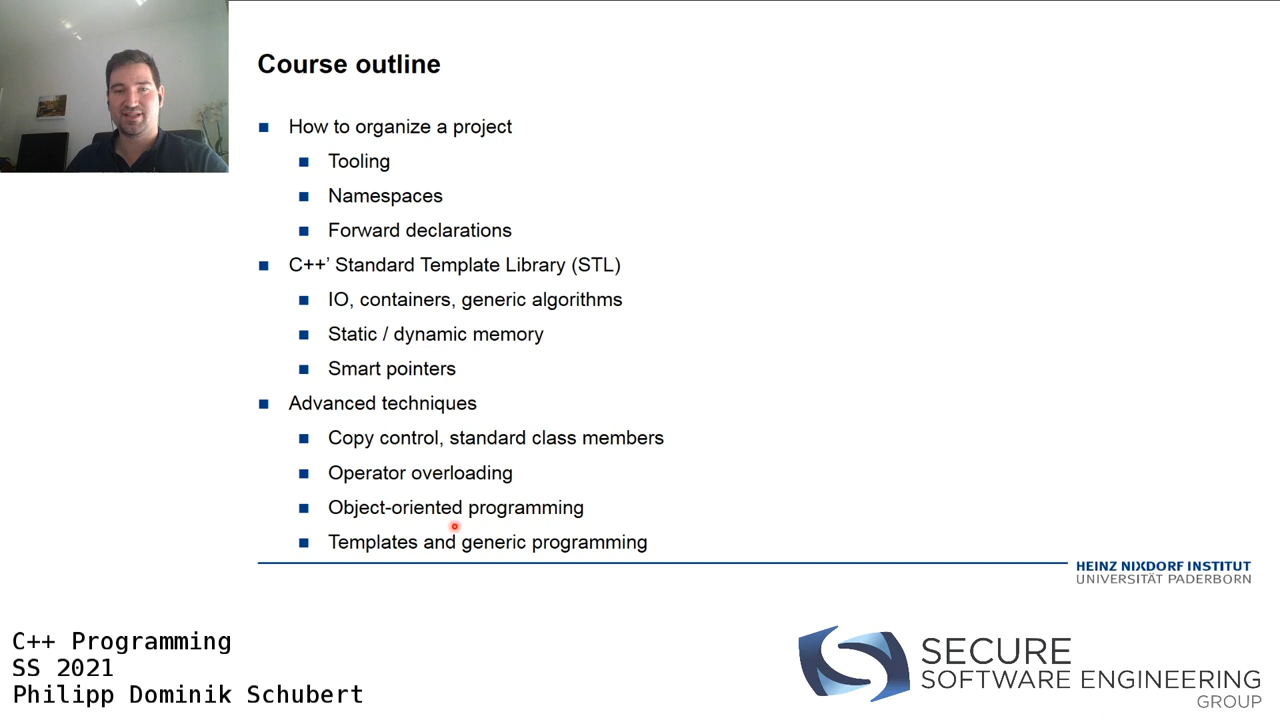 Course outline
How to organize a project
Tooling
Namespaces
Forward declarations
C++’ Standard Template Library (STL)
IO, containers, generic algorithms
Static / dynamic memory
Smart pointers
Advanced techniques
Copy control, standard class members
Operator overloading
Object-oriented programming
Templates and generic programming
HEINZ NIXDORF INSTITUT
UNIVERSITÄT PADERBORN
C++ Programming
SS 2021
Philipp Dominik Schubert
SECURE
SOFTWARE ENGINEERING
GROUP